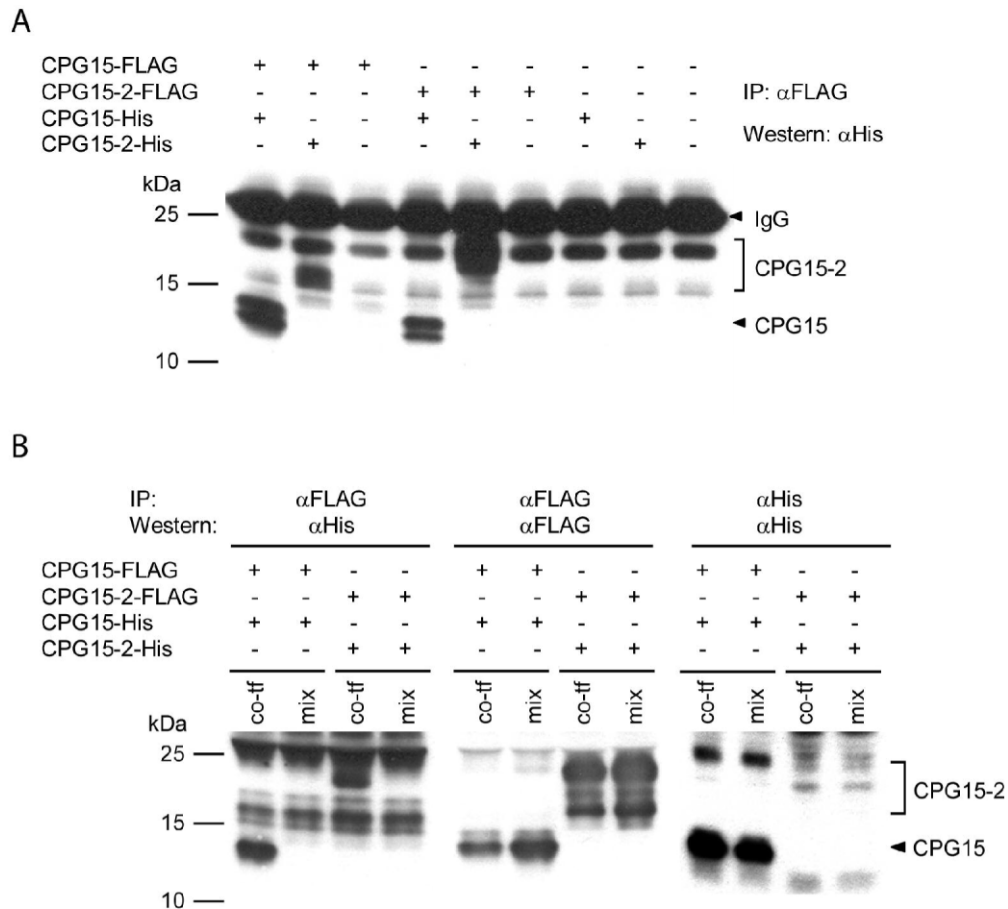 A
CPG15-FLAG + + + - - - - - -
CPG15-2-FLAG - - - + + + - - - IP: αFLAG
CPG15-His + - - + - - + - -
Western: αHis
CPG15-2-His - + - - + - - + -
kDa
25
IgG
CPG15-2
15
CPG15
10
B
IP: αFLAG αFLAG αHis
Western: αHis αFLAG αHis
CPG15-FLAG + + - - + + - - + + - -
CPG15-2-FLAG - - + + - - + + - - + +
CPG15-His + + - - + + - - + + - -
CPG15-2-His - - + + - - + + - - + +
co-tf mix co-tf mix co-tf mix co-tf mix co-tf mix co-tf mix
kDa
25
CPG15-2
15
CPG15
10